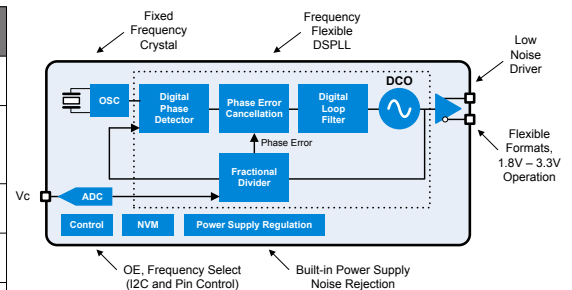 Fixed
Frequency
Crystal
Frequency
Flexible
DSPLL
Low
Noise
Driver
OSC
Digital
Phase
Detector
Phase Error
Cancellation
Digital
Loop
Filter
DCO
Phase Error
Fractional
Divider
Flexible
Formats,
1.8V – 3.3V
Operation
Vc
ADC
Control
NVM
Power Supply Regulation
OE, Frequency Select
(I2C and Pin Control)
Built-in Power Supply
Noise Rejection